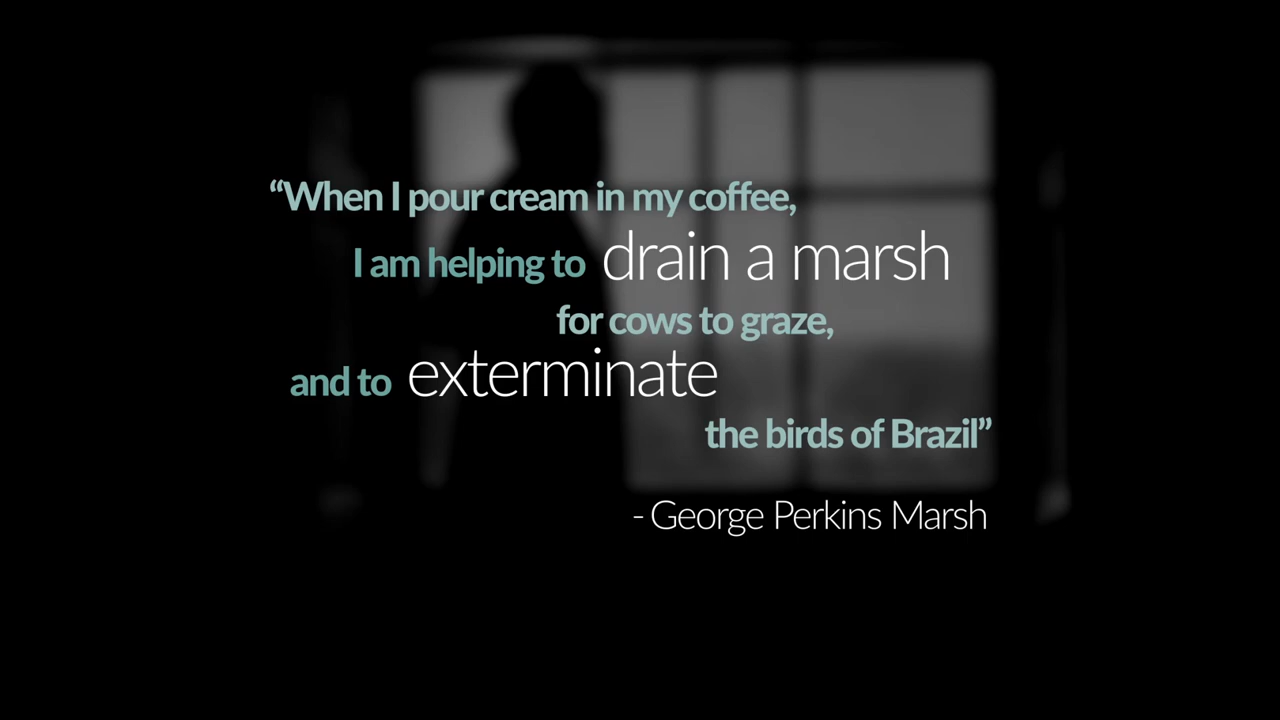 “When I pour cream in my coffee,
I am helping to drain a marsh
for cows to graze,
and to exterminate
the birds of Brazil”
- George Perkins Marsh